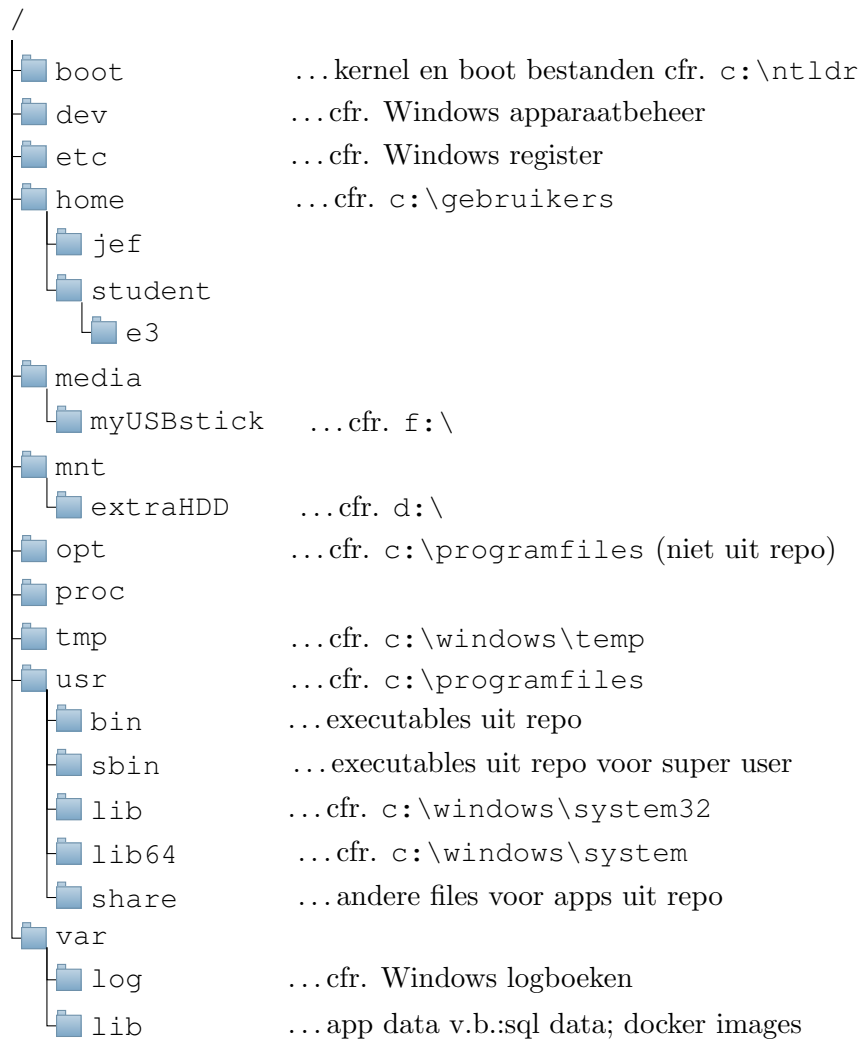 /
boot ...kernel en boot bestanden cfr. c:\ntldr
dev ...cfr. Windows apparaatbeheer
etc ...cfr. Windows register
home ...cfr. c:\gebruikers
jef
student
e3
media
myUSBstick ...cfr. f:\
mnt
extraHDD ...cfr. d:\
opt ...cfr. c:\programfiles (niet uit repo)
proc
tmp ...cfr. c:\windows\temp
usr ...cfr. c:\programfiles
bin ...executables uit repo
sbin ...executables uit repo voor super user
lib ...cfr. c:\windows\system32
lib64 ...cfr. c:\windows\system
share ...andere files voor apps uit repo
var
log ...cfr. Windows logboeken
lib ...app data v.b.:sql data; docker images